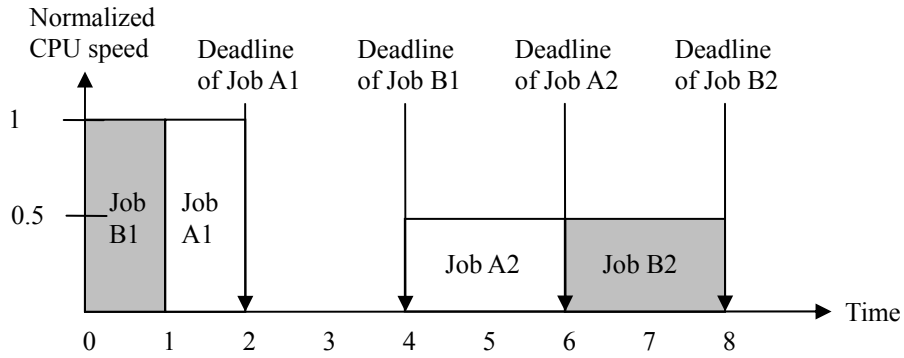 Normalized
CPU speed
Deadline
of Job A1
Deadline
of Job B1
Deadline
of Job A2
Deadline
of Job B2
1
0.5
Job
B1
Job
A1
Job A2
Job B2
Time
0 1 2 3 4 5 6 7 8